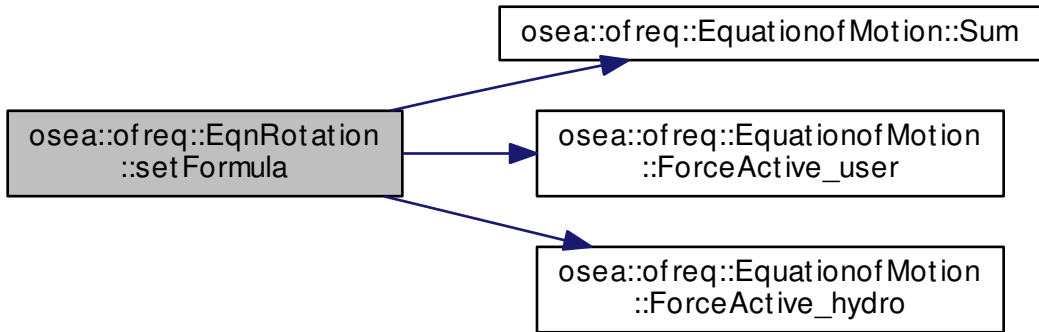 osea::ofreq::EquationofMotion::Sum
osea::ofreq::EqnRotation
::setFormula
osea::ofreq::EquationofMotion
::ForceActive_user
osea::ofreq::EquationofMotion
::ForceActive_hydro